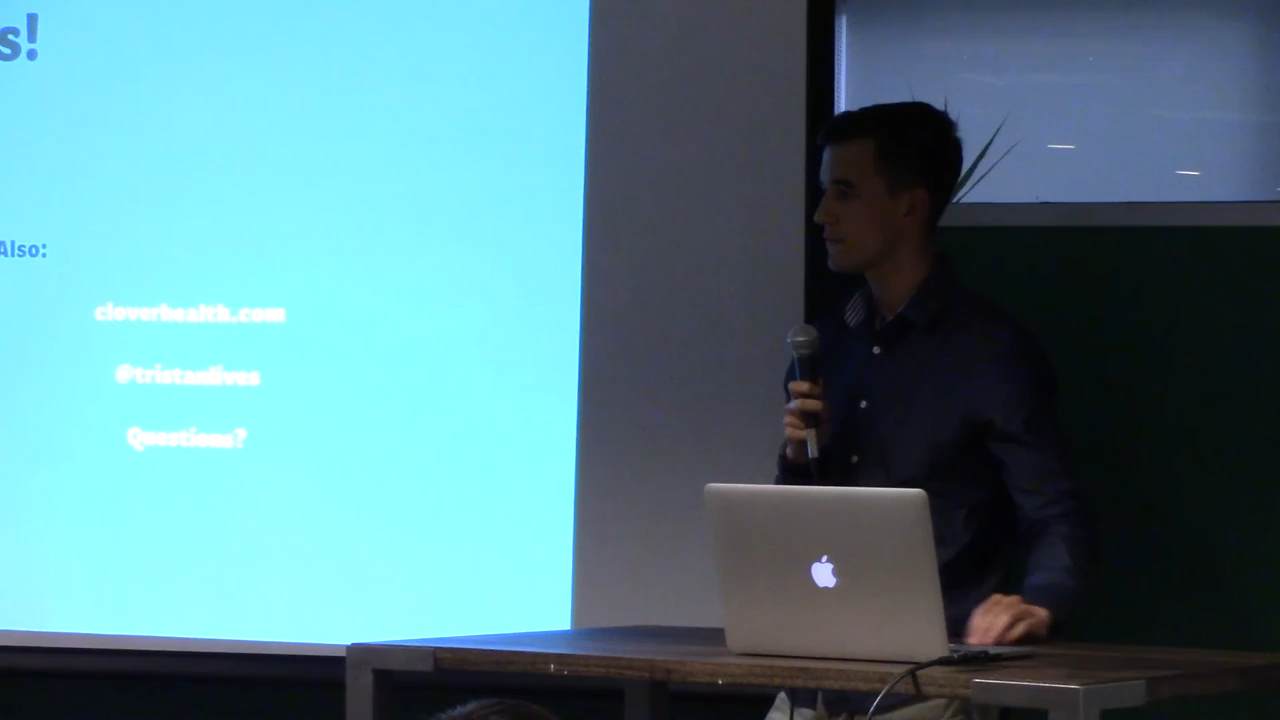 s!
Also:
cloverhealth.com
@tristanlives
Questions?